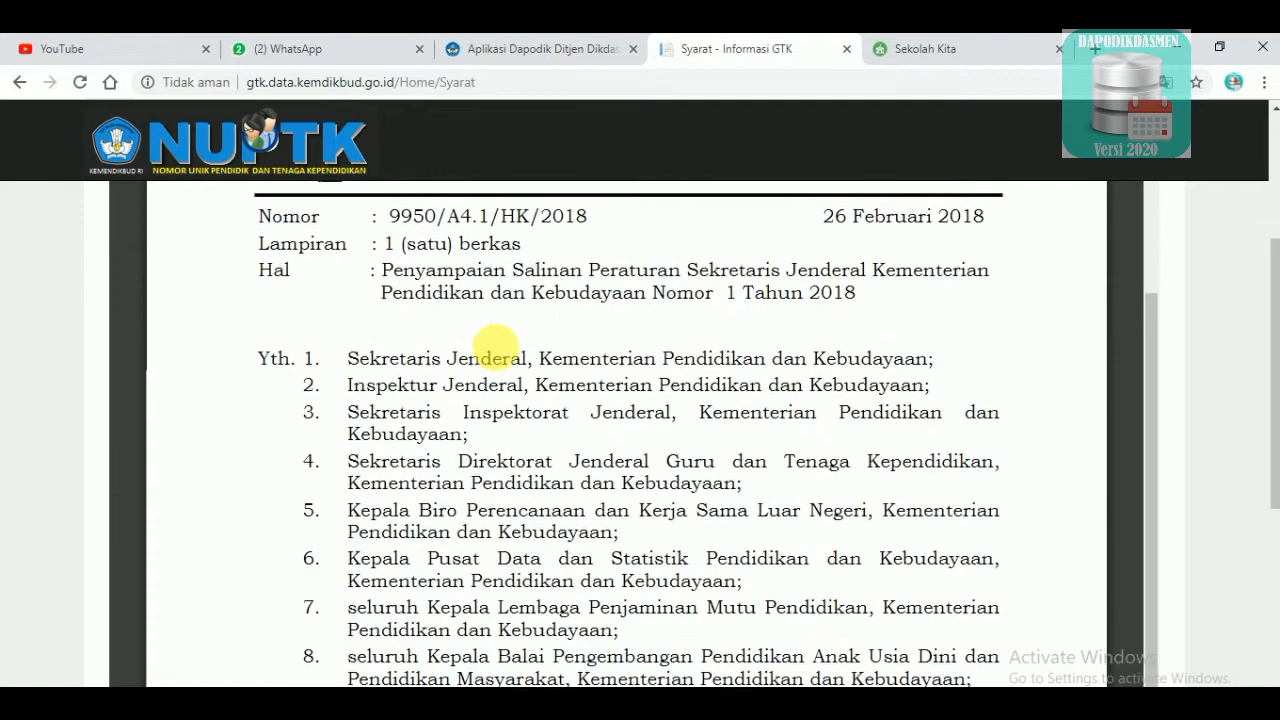 YouTube
(2) WhatsApp
Aplikasi Dapodik Ditjen Dikdas
Syarat - Informasi GTK
Sekolah Kita
DAPODIKDASMEN
Tidak aman
gtk.data.kemdikbud.go.id/Home/Syarat
Versi 2020
NUPTK
KEMENDIKBUD RI
NOMOR UNIK PENDIDIK DAN TENAGA KEPENDIDIKAN
Nomor : 9950/A4.1/HK/2018 26 Februari 2018
Lampiran : 1 (satu) berkas
Hal : Penyampaian Salinan Peraturan Sekretaris Jenderal Kementerian
Pendidikan dan Kebudayaan Nomor 1 Tahun 2018
Yth. 1. Sekretaris Jenderal, Kementerian Pendidikan dan Kebudayaan;
2. Inspektur Jenderal, Kementerian Pendidikan dan Kebudayaan;
3. Sekretaris Inspektorat Jenderal, Kementerian Pendidikan dan
Kebudayaan;
4. Sekretaris Direktorat Jenderal Guru dan Tenaga Kependidikan,
Kementerian Pendidikan dan Kebudayaan;
5. Kepala Biro Perencanaan dan Kerja Sama Luar Negeri, Kementerian
Pendidikan dan Kebudayaan;
6. Kepala Pusat Data dan Statistik Pendidikan dan Kebudayaan,
Kementerian Pendidikan dan Kebudayaan;
7. seluruh Kepala Lembaga Penjaminan Mutu Pendidikan, Kementerian
Pendidikan dan Kebudayaan;
8. seluruh Kepala Balai Pengembangan Pendidikan Anak Usia Dini dan
Pendidikan Masyarakat, Kementerian Pendidikan dan Kebudayaan;
Activate Windows
Go to Settings to activate Windows.